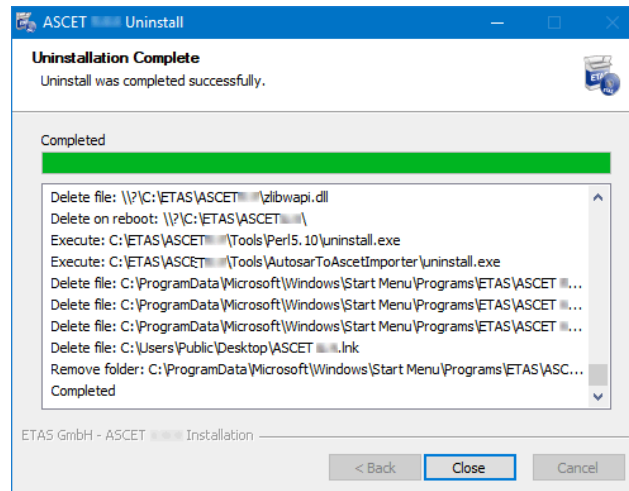 ASCET Uninstall
Uninstallation Complete
Uninstall was completed successfully.
ETAS
Completed
Delete file: \\?\C:\ETAS\ASCET \zlibwapi.dll
Delete on reboot: \\?\C:\ETAS\ASCET \
Execute: C:\ETAS\ASCET \Tools\Perl5.10\uninstall.exe
Execute: C:\ETAS\ASCET \Tools\AutosarToAscetImporter\uninstall.exe
Delete file: C:\ProgramData\Microsoft\Windows\Start Menu\Programs\ETAS\ASCET ...
Delete file: C:\ProgramData\Microsoft\Windows\Start Menu\Programs\ETAS\ASCET ...
Delete file: C:\ProgramData\Microsoft\Windows\Start Menu\Programs\ETAS\ASCET ...
Delete file: C:\Users\Public\Desktop\ASCET .lnk
Remove folder: C:\ProgramData\Microsoft\Windows\Start Menu\Programs\ETAS\ASC...
Completed
ETAS GmbH - ASCET Installation
< Back Close Cancel